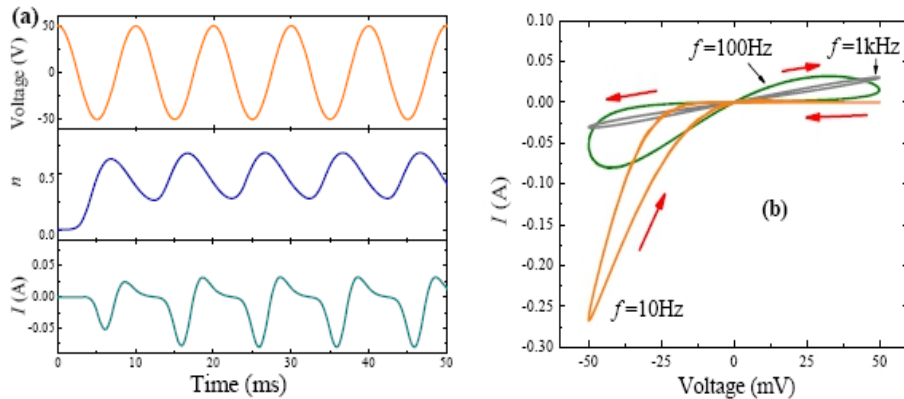 (a)
Voltage (V)
50
0
-50
n
0.5
0.0
I (A)
0.05
0.00
-0.05
0 10 20 30 40 50
Time (ms)
I (A)
0.10
0.05
0.00
-0.05
-0.10
-0.15
-0.20
-0.25
-0.30
f=100Hz
f=1kHz
(b)
f=10Hz
-50 -25 0 25 50
Voltage (mV)